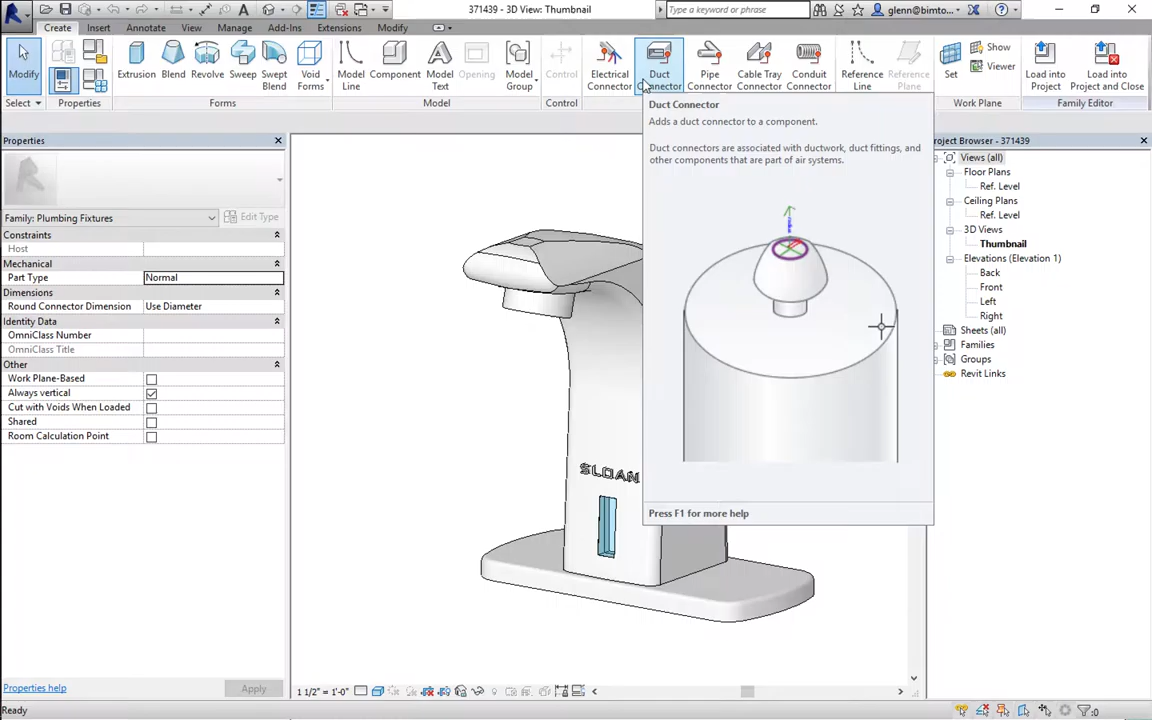 371439 - 3D View: Thumbnail
Type a keyword or phrase
glenn@bimto...
Create Insert Annotate View Manage Add-Ins Extensions Modify
Modify
Extrusion Blend Revolve Sweep Swept Blend Void Forms
Model Line Component Model Text Opening Model Group
Control
Electrical Connector Duct Connector Pipe Connector Cable Tray Connector Conduit Connector
Reference Line Reference Plane
Set Show Viewer
Load into Project Load into Project and Close
Select Properties Forms Model Control Work Plane Family Editor
Duct Connector
Adds a duct connector to a component.
Duct connectors are associated with ductwork, duct fittings, and
other components that are part of air systems.
Press F1 for more help
Properties
Family: Plumbing Fixtures
Edit Type
Constraints
Host
Mechanical
Part Type Normal
Dimensions
Round Connector Dimension Use Diameter
Identity Data
OmniClass Number
OmniClass Title
Other
Work Plane-Based
Always vertical
Cut with Voids When Loaded
Shared
Room Calculation Point
Properties help
Apply
SLOAN
Project Browser - 371439
Views (all)
Floor Plans
Ref. Level
Ceiling Plans
Ref. Level
3D Views
Thumbnail
Elevations (Elevation 1)
Back
Front
Left
Right
Sheets (all)
Families
Groups
Revit Links
1 1/2" = 1'-0"
Ready
:0